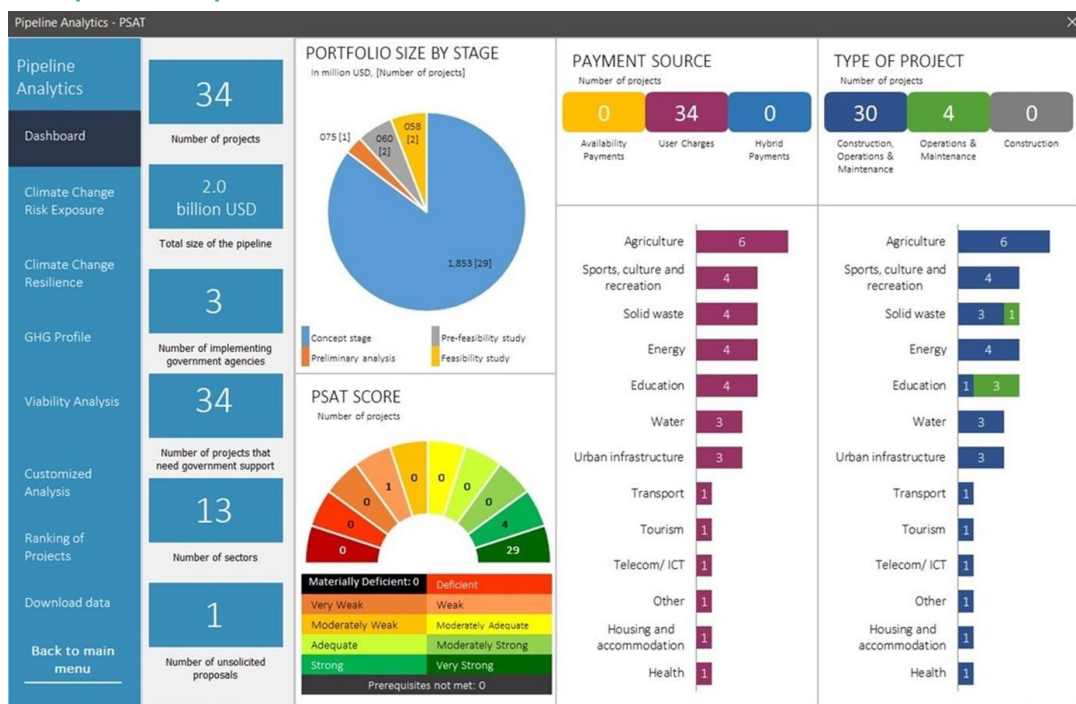 Pipeline Analytics - PSAT
×
Pipeline
Analytics
Dashboard
Climate Change
Risk Exposure
Climate Change
Resilience
GHG Profile
Viability Analysis
Customized
Analysis
Ranking of
Projects
Download data
Back to main
menu
34
Number of projects
2.0
billion USD
Total size of the pipeline
3
Number of implementing
government agencies
34
Number of projects that
need government support
13
Number of sectors
1
Number of unsolicited
proposals
PORTFOLIO SIZE BY STAGE
In million USD, [Number of projects]
075 [1]
060
[2]
058
[2]
1,853 [29]
Concept stage
Pre-feasibility study
Preliminary analysis
Feasibility study
PSAT SCORE
Number of projects
0
0
0
1
0
0
0
0
4
29
Materially Deficient: 0
Deficient
Very Weak
Weak
Moderately Weak
Moderately Adequate
Adequate
Moderately Strong
Strong
Very Strong
Prerequisites not met: 0
PAYMENT SOURCE
Number of projects
0
34
0
Availability
Payments
User Charges
Hybrid
Payments
Agriculture 6
Sports, culture and
recreation 4
Solid waste 4
Energy 4
Education 4
Water 3
Urban infrastructure 3
Transport 1
Tourism 1
Telecom/ ICT 1
Other 1
Housing and
accommodation 1
Health 1
TYPE OF PROJECT
Number of projects
30
4
0
Construction,
Operations &
Maintenance
Operations &
Maintenance
Construction
Agriculture 6
Sports, culture and
recreation 4
Solid waste 3 1
Energy 4
Education 1 3
Water 3
Urban infrastructure 3
Transport 1
Tourism 1
Telecom/ ICT 1
Other 1
Housing and
accommodation 1
Health 1